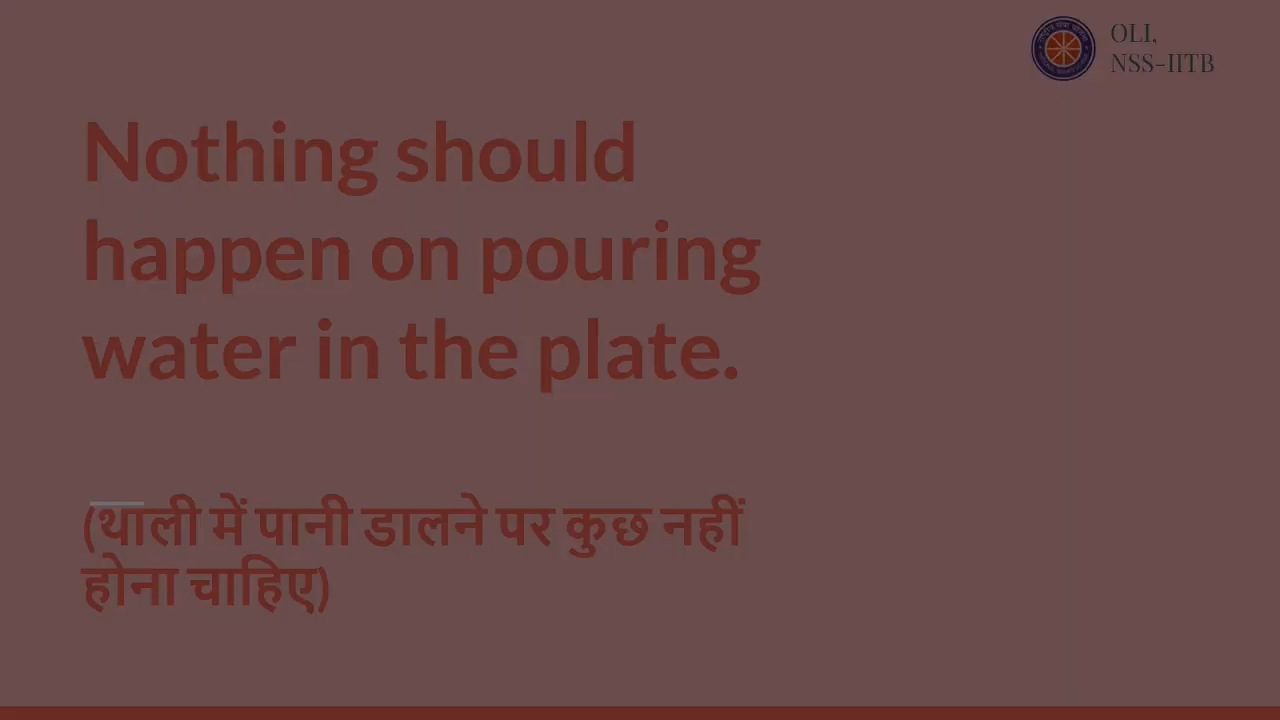 OLI,
NSS-IITB
Nothing should
happen on pouring
water in the plate.
(थाली में पानी डालने पर कुछ नहीं
होना चाहिए)